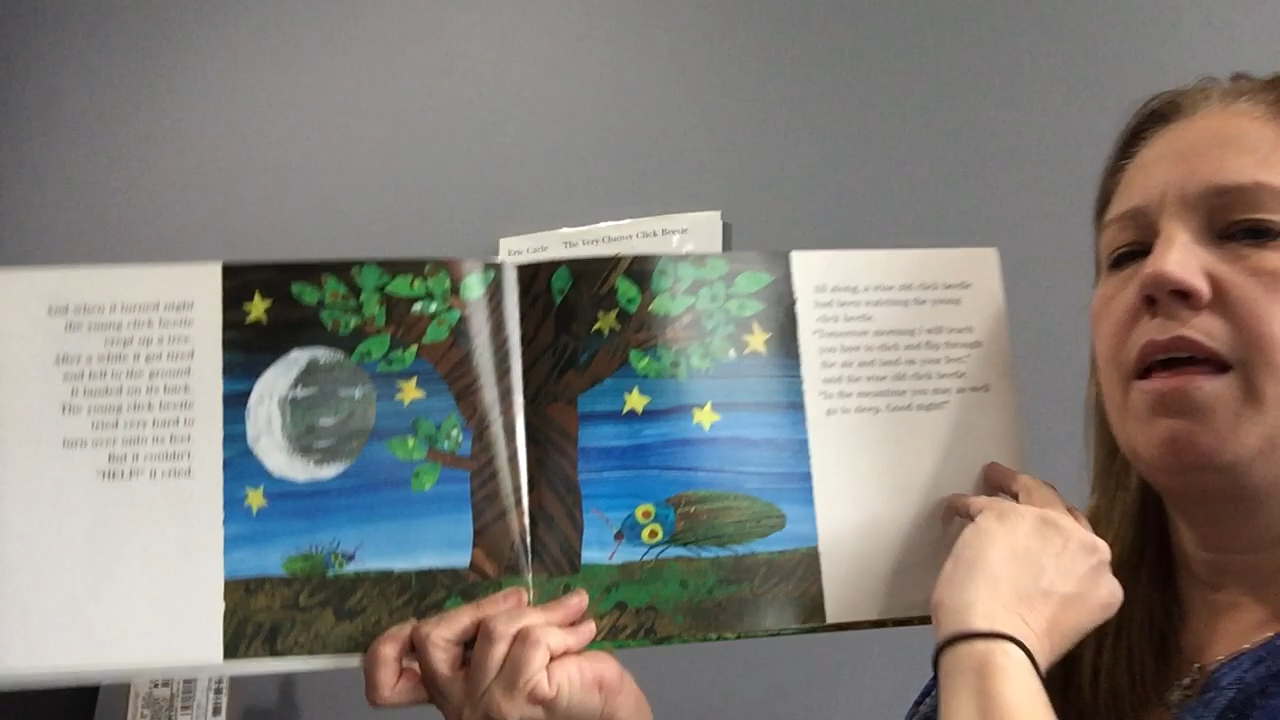 Eric Carle The Very Clumsy Click Beetle
And when it turned night
the young click beetle
crept up a tree.
After a while it got tired
and fell to the ground.
It landed on its back.
The young click beetle
tried very hard to
turn over onto its feet.
But it couldn't.
"HELP!" it cried.
All along, a wise old click beetle
had been watching the young
click beetle.
"Tomorrow morning I will teach
you how to click and flip through
the air and land on your feet,"
said the wise old click beetle.
"In the meantime you may as well
go to sleep. Good night!"